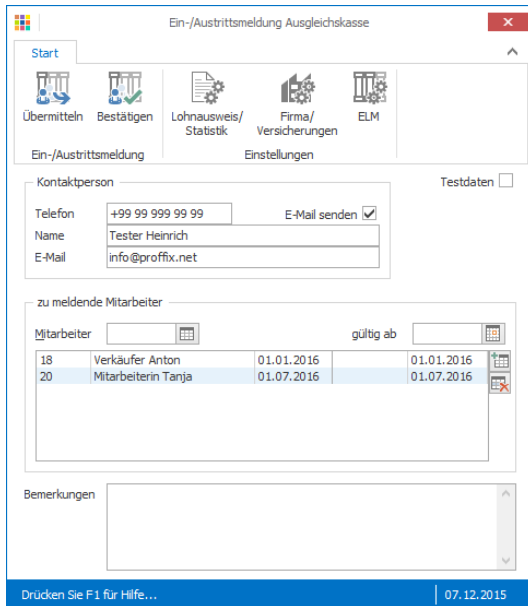 Ein-/Austrittsmeldung Ausgleichskasse
Start
Übermitteln Bestätigen Lohnausweis/ Statistik Firma/ Versicherungen ELM
Ein-/Austrittsmeldung Einstellungen
Kontaktperson Testdaten
Telefon +99 99 999 99 99 E-Mail senden
Name Tester Heinrich
E-Mail info@proffix.net
zu meldende Mitarbeiter
Mitarbeiter gültig ab
18 Verkäufer Anton 01.01.2016 01.01.2016
20 Mitarbeiterin Tanja 01.07.2016 01.07.2016
Bemerkungen
Drücken Sie F1 für Hilfe... 07.12.2015